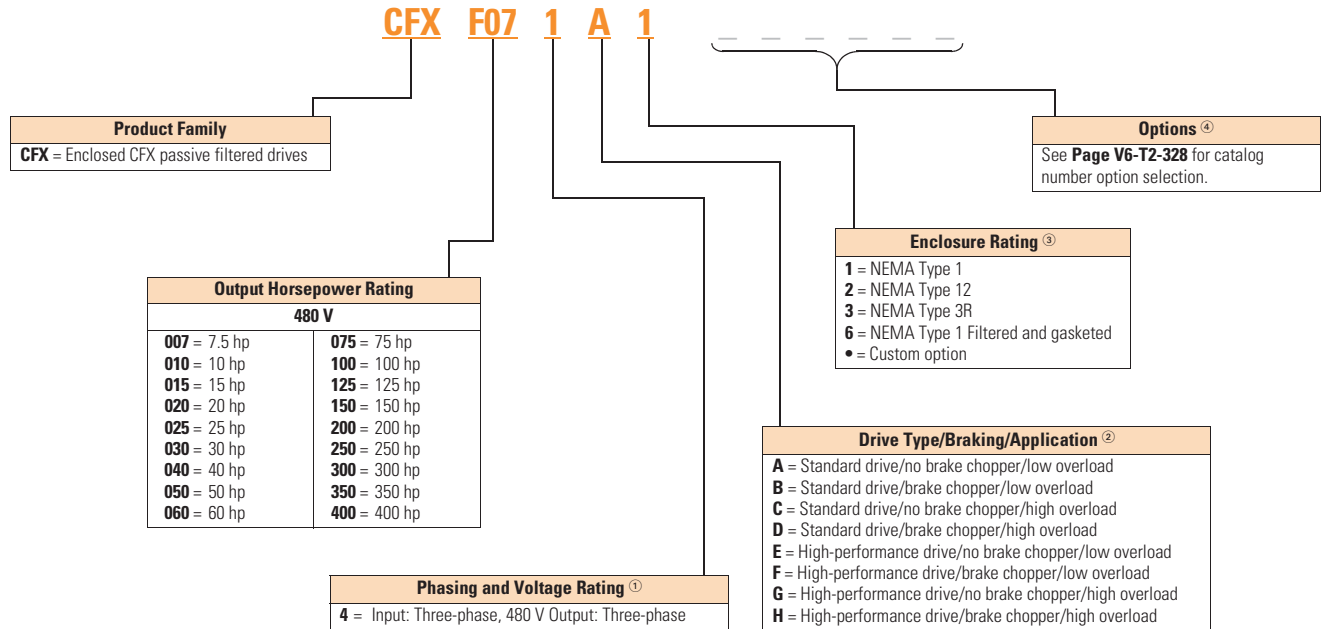 CFX F07 1 A 1
Product Family
CFX = Enclosed CFX passive filtered drives
Options ④
See Page V6-T2-328 for catalog
number option selection.
Enclosure Rating ③
1 = NEMA Type 1
2 = NEMA Type 12
3 = NEMA Type 3R
6 = NEMA Type 1 Filtered and gasketed
• = Custom option
Output Horsepower Rating
480 V
007 = 7.5 hp
010 = 10 hp
015 = 15 hp
020 = 20 hp
025 = 25 hp
030 = 30 hp
040 = 40 hp
050 = 50 hp
060 = 60 hp
075 = 75 hp
100 = 100 hp
125 = 125 hp
150 = 150 hp
200 = 200 hp
250 = 250 hp
300 = 300 hp
350 = 350 hp
400 = 400 hp
Drive Type/Braking/Application ②
A = Standard drive/no brake chopper/low overload
B = Standard drive/brake chopper/low overload
C = Standard drive/no brake chopper/high overload
D = Standard drive/brake chopper/high overload
E = High-performance drive/no brake chopper/low overload
F = High-performance drive/brake chopper/low overload
G = High-performance drive/no brake chopper/high overload
H = High-performance drive/brake chopper/high overload
Phasing and Voltage Rating ①
4 = Input: Three-phase, 480 V Output: Three-phase